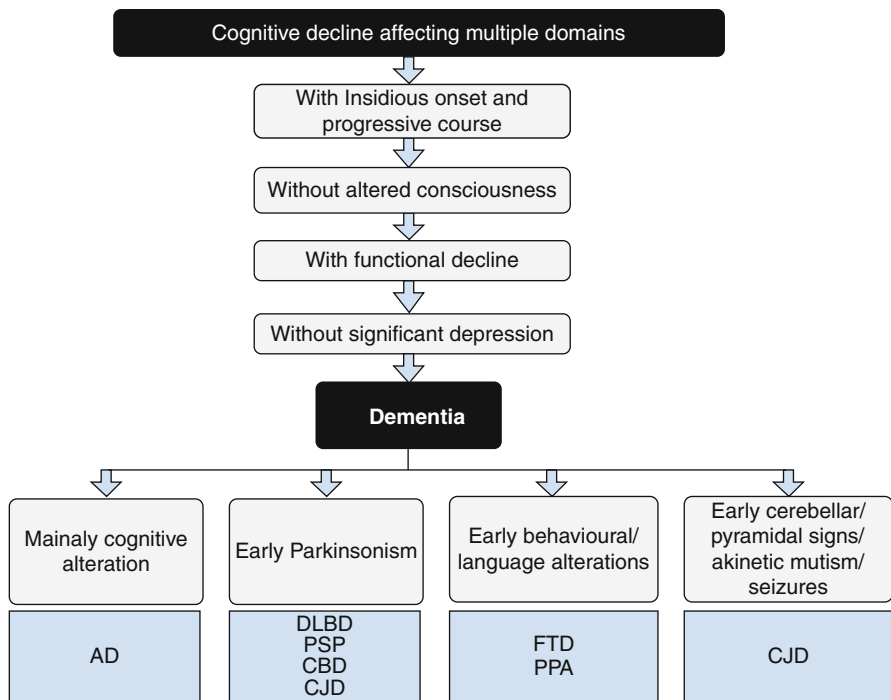 Cognitive decline affecting multiple domains
With Insidious onset and
progressive course
Without altered consciousness
With functional decline
Without significant depression
Dementia
Mainaly cognitive
alteration
Early Parkinsonism
Early behavioural/
language alterations
Early cerebellar/
pyramidal signs/
akinetic mutism/
seizures
AD
DLBD
PSP
CBD
CJD
FTD
PPA
CJD